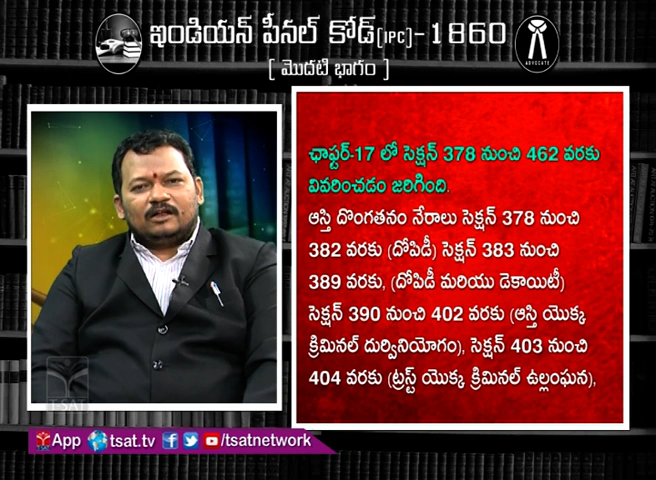 ఇండియన్ పీనల్ కోడ్[IPC]-1860
[ మొదటి భాగం ]
ADVOCATE
ఛాప్టర్-17 లో సెక్షన్ 378 నుంచి 462 వరకు
వివరించడం జరిగింది.
ఆస్తి దొంగతనం నేరాలు సెక్షన్ 378 నుంచి
382 వరకు (దోపిడీ) సెక్షన్ 383 నుంచి
389 వరకు, (దోపిడీ మరియు డెకాయిటీ)
సెక్షన్ 390 నుంచి 402 వరకు (ఆస్తి యొక్క
క్రిమినల్ దుర్వినియోగం), సెక్షన్ 403 నుంచి
404 వరకు (ట్రస్ట్ యొక్క క్రిమినల్ ఉల్లంఘన),
T-SAT
App tsat.tv /tsatnetwork